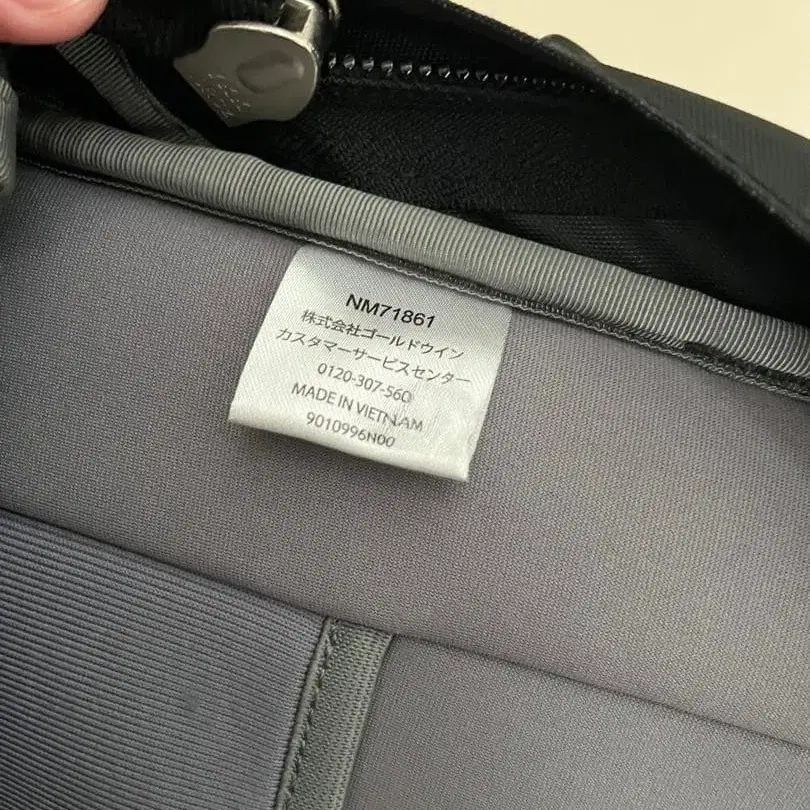 NM71861
株式会社ゴールドウイン
カスタマーサービスセンター
0120-307-560
MADE IN VIETNAM
9010996N00